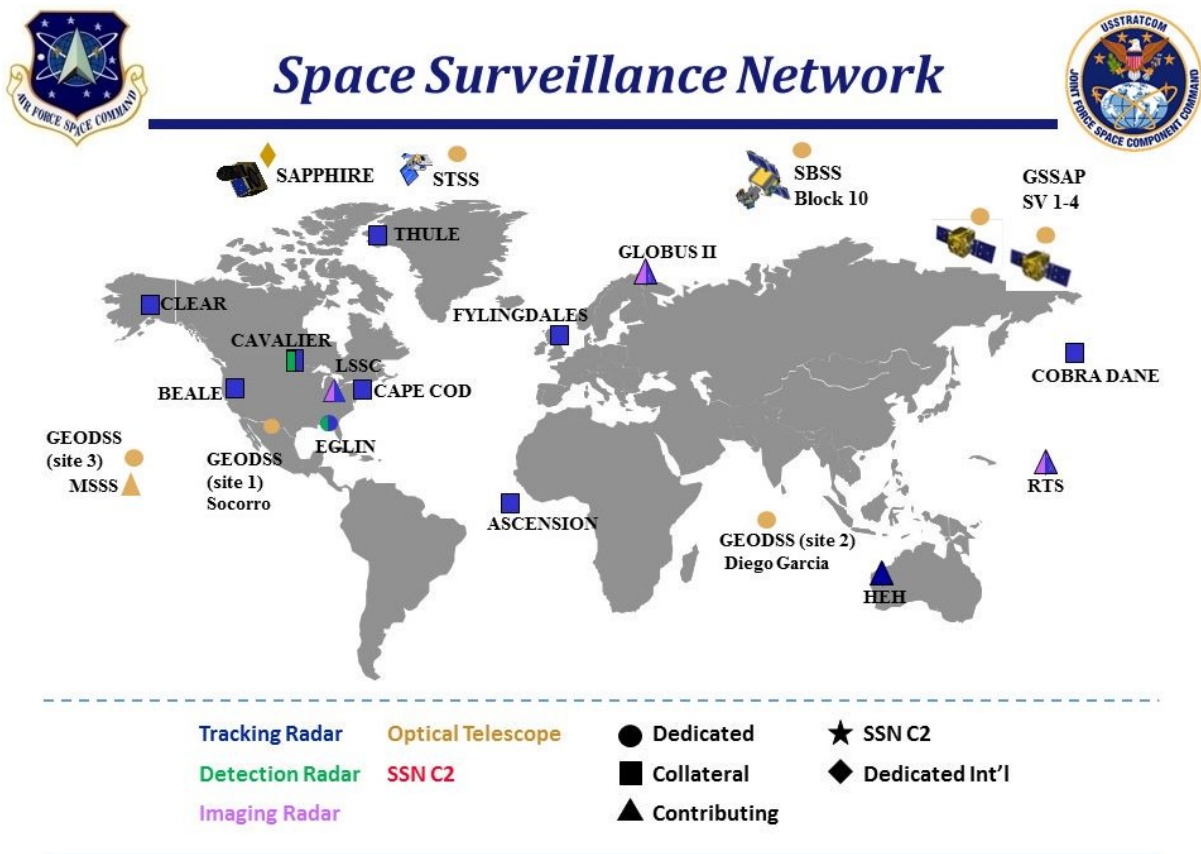 Space Surveillance Network
AIR FORCE SPACE COMMAND
USSTRATCOM
JOINT FORCE SPACE COMPONENT COMMAND
SAPPHIRE
STSS
SBSS
Block 10
GSSAP
SV 1-4
THULE
GLOBUS II
CLEAR
FYLINGDALES
CAVALIER
LSSC
COBRA DANE
BEALE
CAPE COD
EGLIN
GEODSS
(site 3)
MSSS
GEODSS
(site 1)
Socorro
RTS
ASCENSION
GEODSS (site 2)
Diego Garcia
HEH
Tracking Radar
Optical Telescope
Dedicated
SSN C2
Detection Radar
SSN C2
Collateral
Dedicated Int'l
Imaging Radar
Contributing